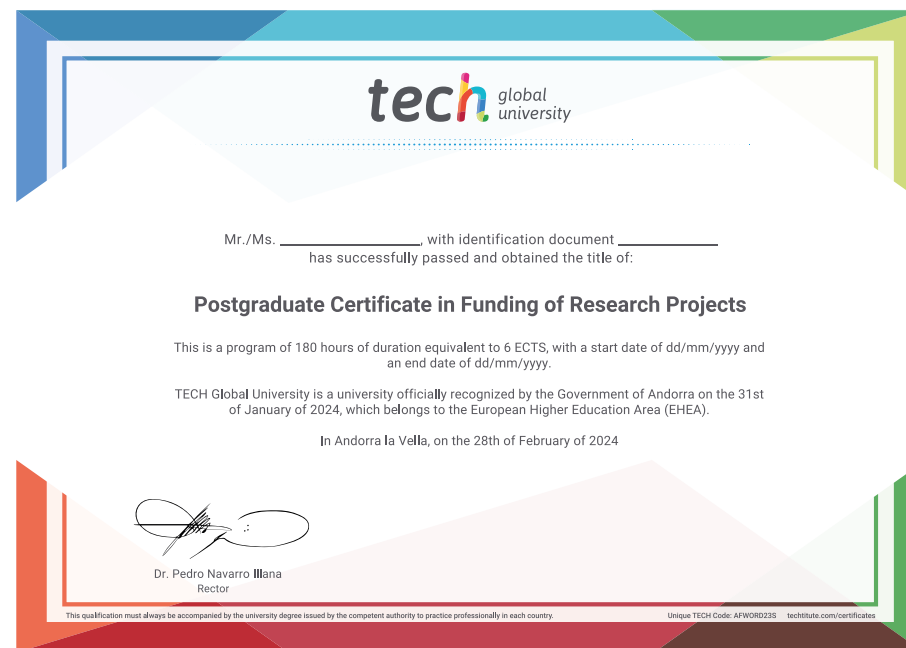 tech global university
Mr./Ms. ____________, with identification document ____________
has successfully passed and obtained the title of:
Postgraduate Certificate in Funding of Research Projects
This is a program of 180 hours of duration equivalent to 6 ECTS, with a start date of dd/mm/yyyy and
an end date of dd/mm/yyyy.
TECH Global University is a university officially recognized by the Government of Andorra on the 31st
of January of 2024, which belongs to the European Higher Education Area (EHEA).
In Andorra la Vella, on the 28th of February of 2024
Dr. Pedro Navarro Illana
Rector
This qualification must always be accompanied by the university degree issued by the competent authority to practice professionally in each country.
Unique TECH Code: AFWORD23S techtitute.com/certificates